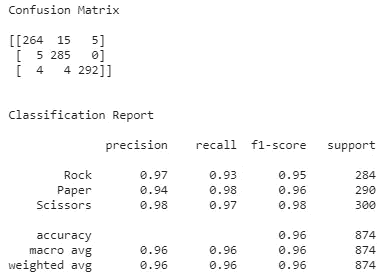 Confusion Matrix
[[264 15 5]
[ 5 285 0]
[ 4 4 292]]
Classification Report
precision recall f1-score support
Rock 0.97 0.93 0.95 284
Paper 0.94 0.98 0.96 290
Scissors 0.98 0.97 0.98 300
accuracy 0.96 874
macro avg 0.96 0.96 0.96 874
weighted avg 0.96 0.96 0.96 874